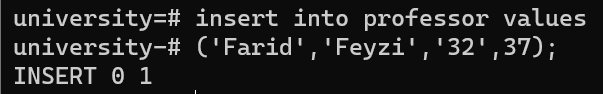 university=# insert into professor values
university-# ('Farid','Feyzi','32',37);
INSERT 0 1